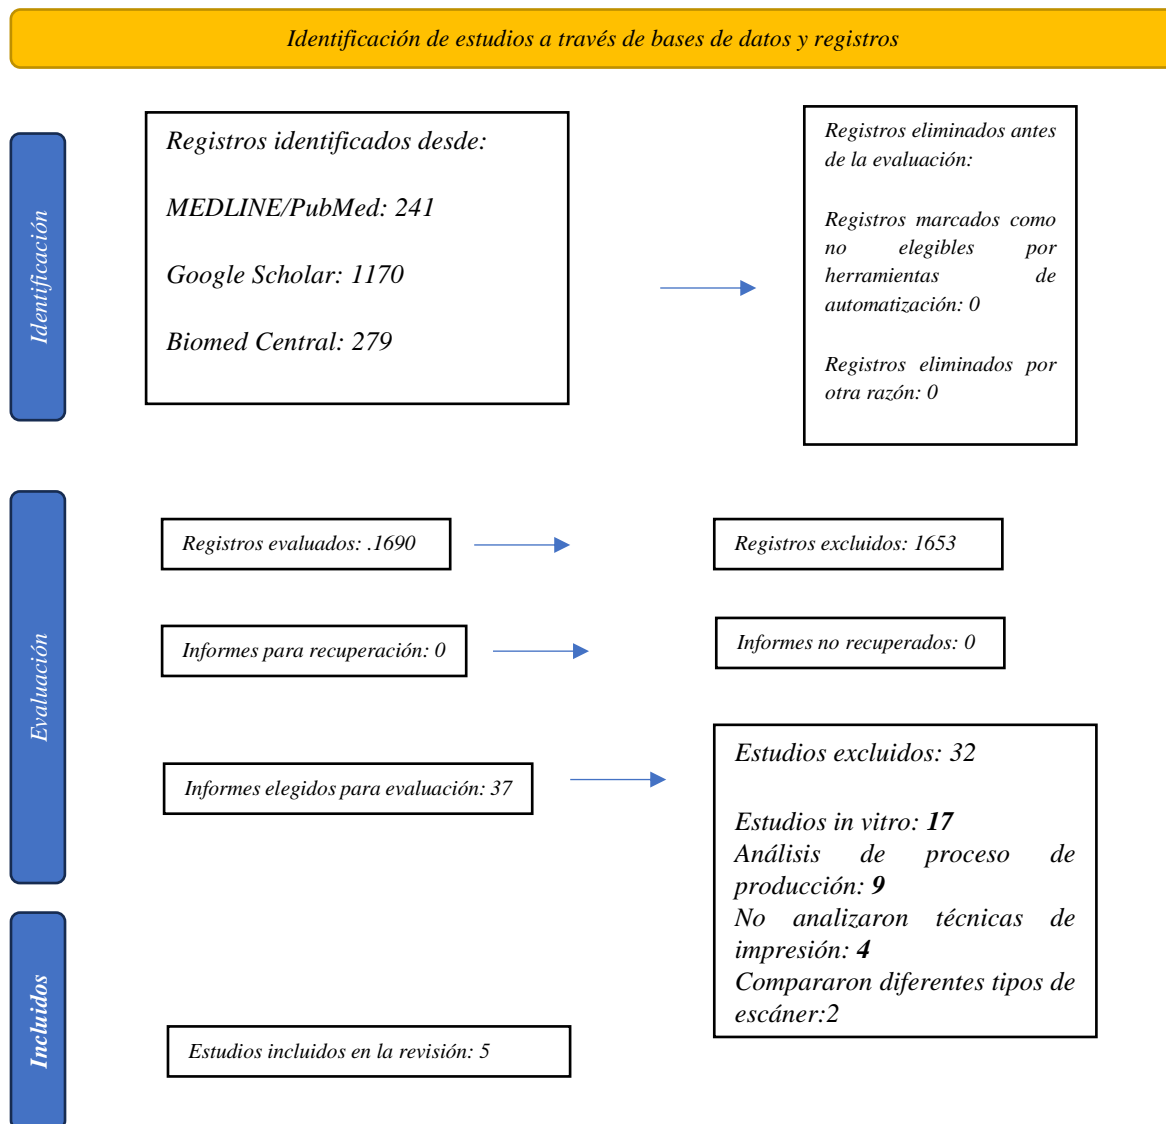 Identificación de estudios a través de bases de datos y registros
Identificación
Registros identificados desde:
MEDLINE/PubMed: 241
Google Scholar: 1170
Biomed Central: 279
Registros eliminados antes
de la evaluación:
Registros marcados como
no elegibles por
herramientas de
automatización: 0
Registros eliminados por
otra razón: 0
Evaluación
Registros evaluados: .1690
Registros excluidos: 1653
Informes para recuperación: 0
Informes no recuperados: 0
Informes elegidos para evaluación: 37
Estudios excluidos: 32
Estudios in vitro: 17
Análisis de proceso de
producción: 9
No analizaron técnicas de
impresión: 4
Compararon diferentes tipos de
escáner:2
Incluidos
Estudios incluidos en la revisión: 5